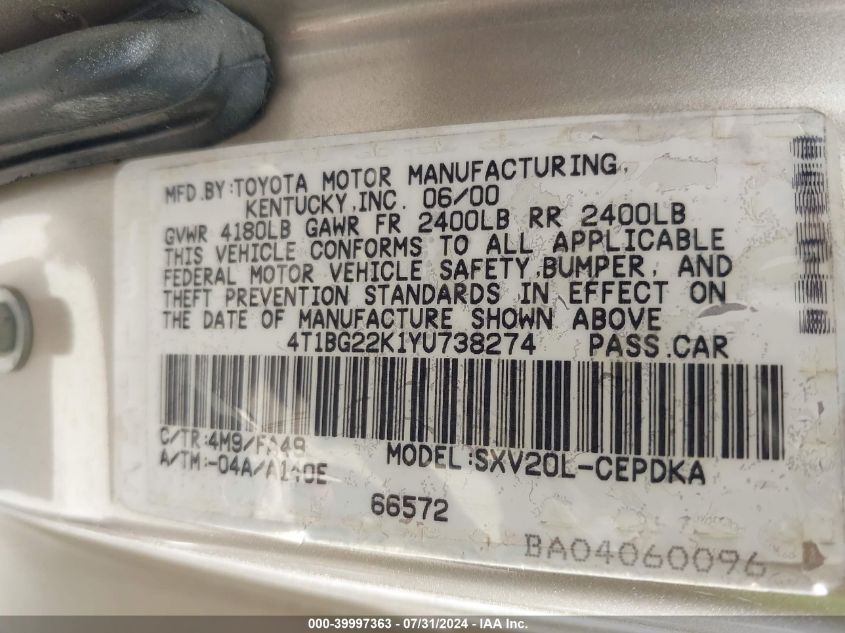 MFD.BY:TOYOTA MOTOR MANUFACTURING,
KENTUCKY,INC. 06/00
GVWR 4180LB GAWR FR 2400LB RR 2400LB
THIS VEHICLE CONFORMS TO ALL APPLICABLE
FEDERAL MOTOR VEHICLE SAFETY,BUMPER, AND
THEFT PREVENTION STANDARDS IN EFFECT ON
THE DATE OF MANUFACTURE SHOWN ABOVE
4T1BG22K1YU738274 PASS.CAR
C/TR:4M9/FA49
A/TM:-04A/A140E MODEL:SXV20L-CEPDKA
66572
BA04060096
000-39997363 - 07/31/2024 - IAA Inc.